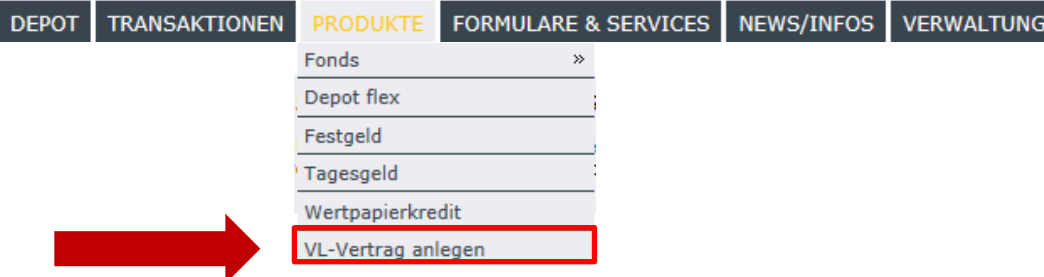 DEPOT TRANSAKTIONEN PRODUKTE FORMULARE & SERVICES NEWS/INFOS VERWALTUNG
Fonds »
Depot flex
Festgeld
Tagesgeld
Wertpapierkredit
VL-Vertrag anlegen